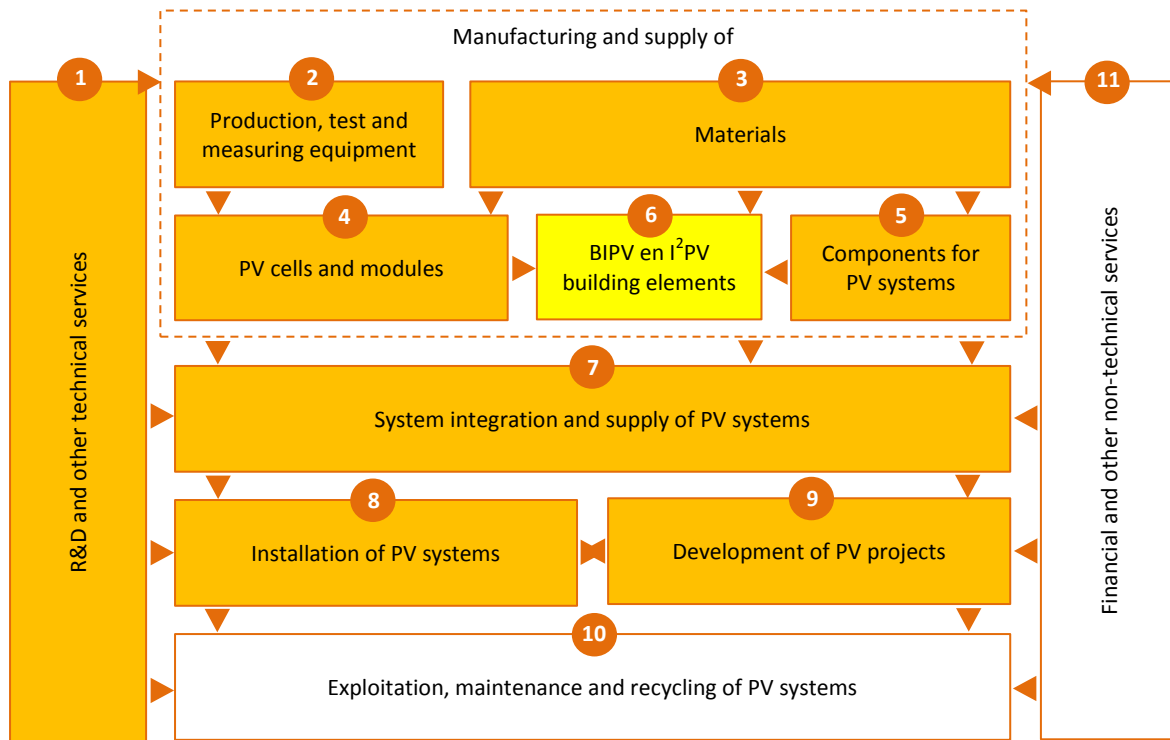 Manufacturing and supply of
1
R&D and other technical services
2
Production, test and
measuring equipment
3
Materials
4
PV cells and modules
6
BIPV en I²PV
building elements
5
Components for
PV systems
7
System integration and supply of PV systems
8
Installation of PV systems
9
Development of PV projects
10
Exploitation, maintenance and recycling of PV systems
11
Financial and other non-technical services